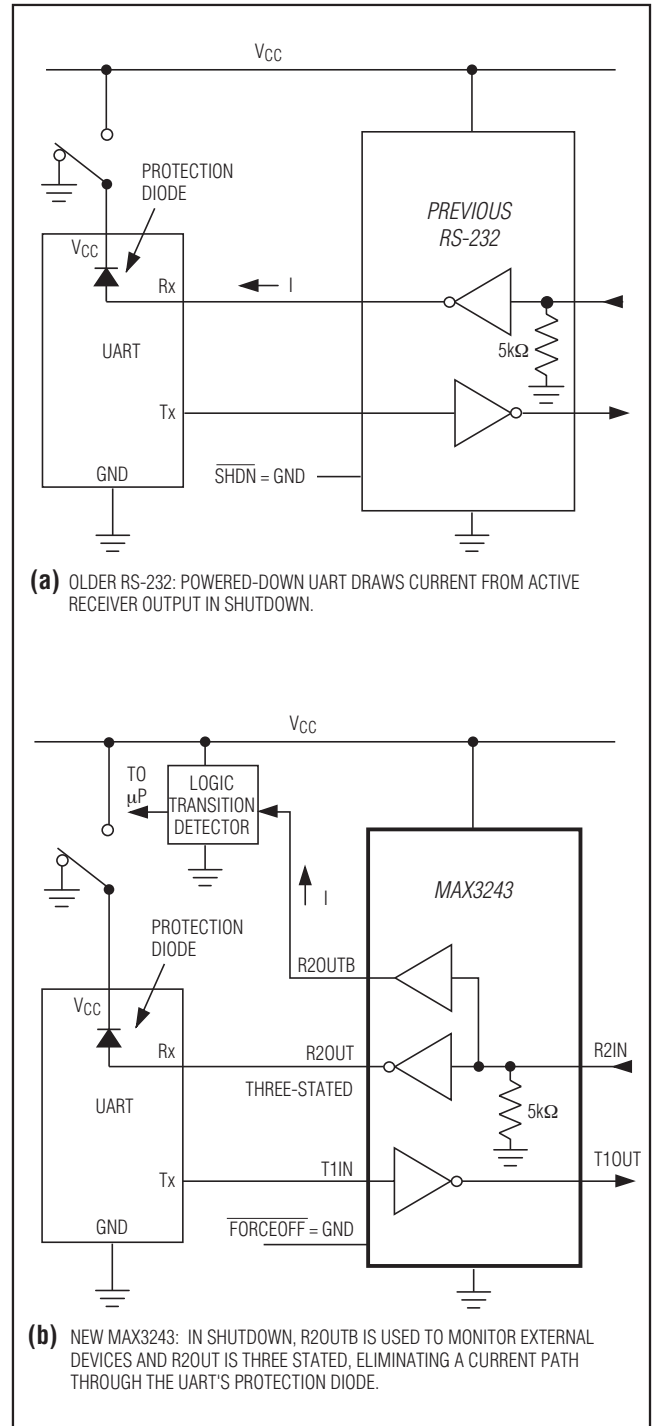 VCC
PROTECTION
DIODE
PREVIOUS
RS-232
VCC
Rx
I
5kΩ
UART
Tx
GND
SHDN = GND
(a) OLDER RS-232: POWERED-DOWN UART DRAWS CURRENT FROM ACTIVE
RECEIVER OUTPUT IN SHUTDOWN.
VCC
TO
μP
LOGIC
TRANSITION
DETECTOR
MAX3243
I
PROTECTION
DIODE
R2OUTB
VCC
Rx
R2OUT
R2IN
THREE-STATED
5kΩ
UART
T1IN
T1OUT
Tx
GND
FORCEOFF = GND
(b) NEW MAX3243: IN SHUTDOWN, R2OUTB IS USED TO MONITOR EXTERNAL
DEVICES AND R2OUT IS THREE STATED, ELIMINATING A CURRENT PATH
THROUGH THE UART'S PROTECTION DIODE.